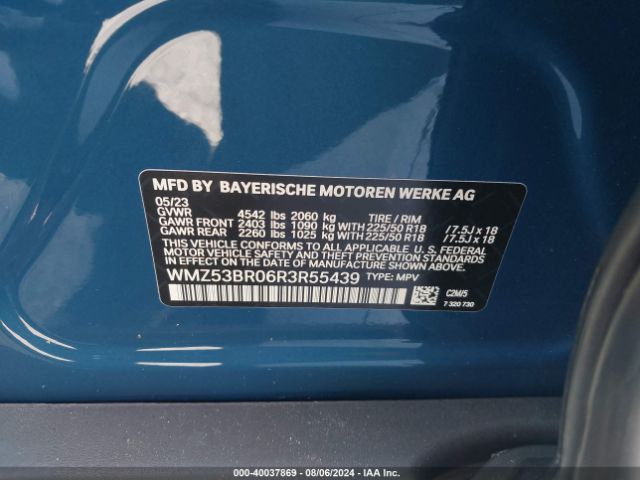 MFD BY BAYERISCHE MOTOREN WERKE AG
05/23
GVWR 4542 lbs 2060 kg TIRE / RIM
GAWR FRONT 2403 lbs 1090 kg WITH 225/50 R18 / 7.5J x 18
GAWR REAR 2260 lbs 1025 kg WITH 225/50 R18 / 7.5J x 18
THIS VEHICLE CONFORMS TO ALL APPLICABLE U.S. FEDERAL
MOTOR VEHICLE SAFETY AND THEFT PREVENTION
STANDARDS IN EFFECT ON THE DATE OF MANUFACTURE SHOWN ABOVE.
WMZ53BR06R3R55439 TYPE: MPV
C2M/5
7 320 730
000-40037869 • 08/06/2024 • IAA Inc.